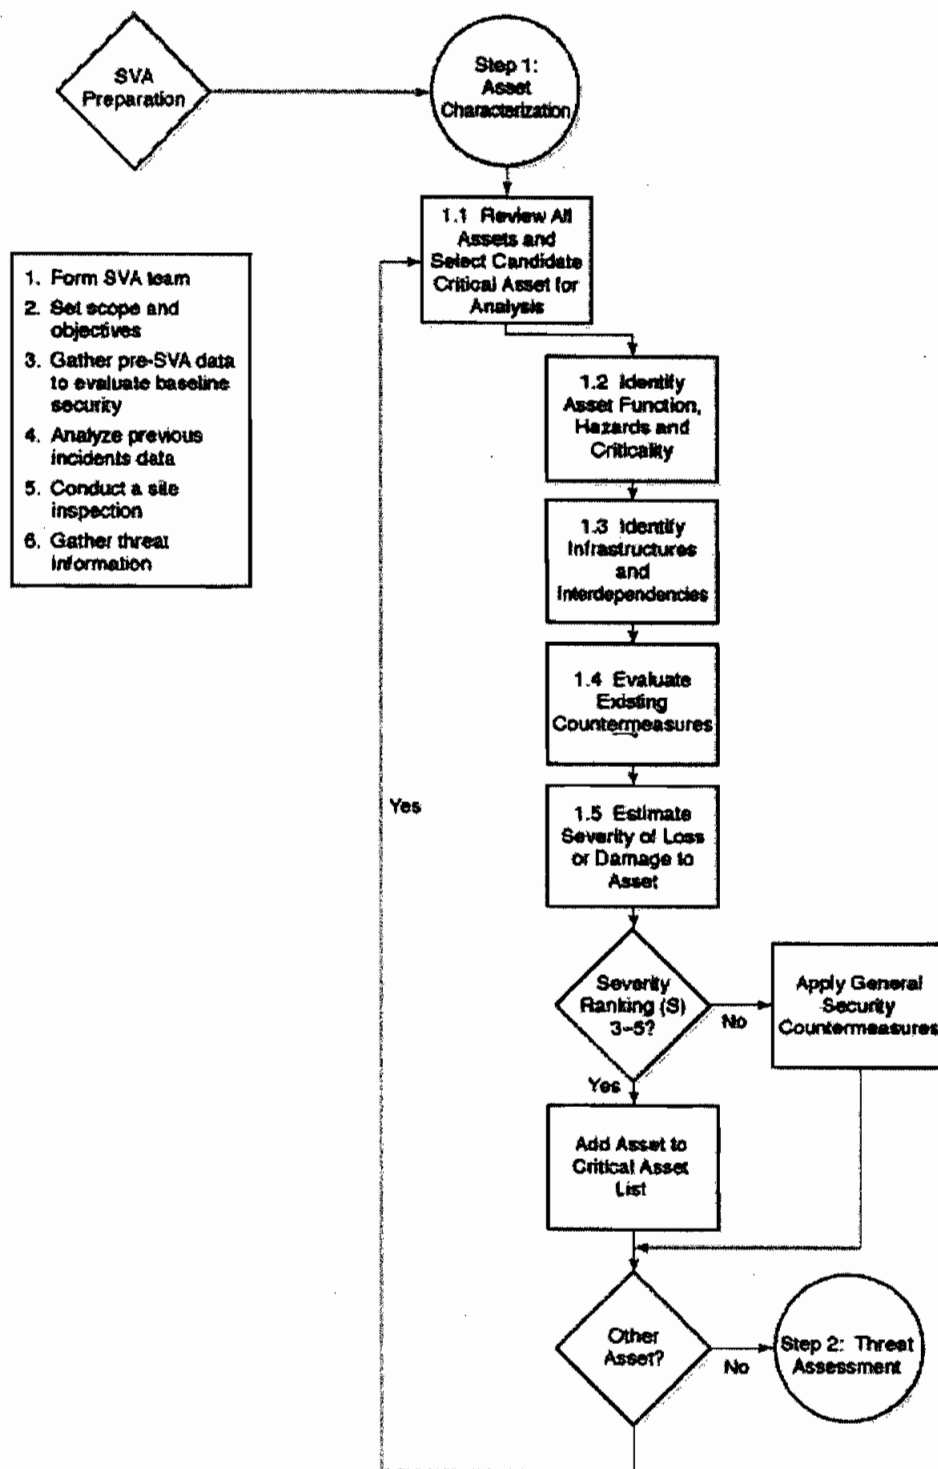 SVA
Preparation
Step 1:
Asset
Characterization
1.1 Review All
Assets and
Select Candidate
Critical Asset for
Analysis
1. Form SVA team
2. Set scope and
objectives
3. Gather pre-SVA data
to evaluate baseline
security
4. Analyze previous
incidents data
5. Conduct a site
inspection
6. Gather threat
information
1.2 Identify
Asset Function,
Hazards and
Criticality
1.3 Identify
Infrastructures
and
Interdependencies
1.4 Evaluate
Existing
Countermeasures
Yes
1.5 Estimate
Severity of Loss
or Damage to
Asset
Severity
Ranking (S)
3–5?
No
Apply General
Security
Countermeasures
Yes
Add Asset to
Critical Asset
List
Other
Asset?
No
Step 2: Threat
Assessment